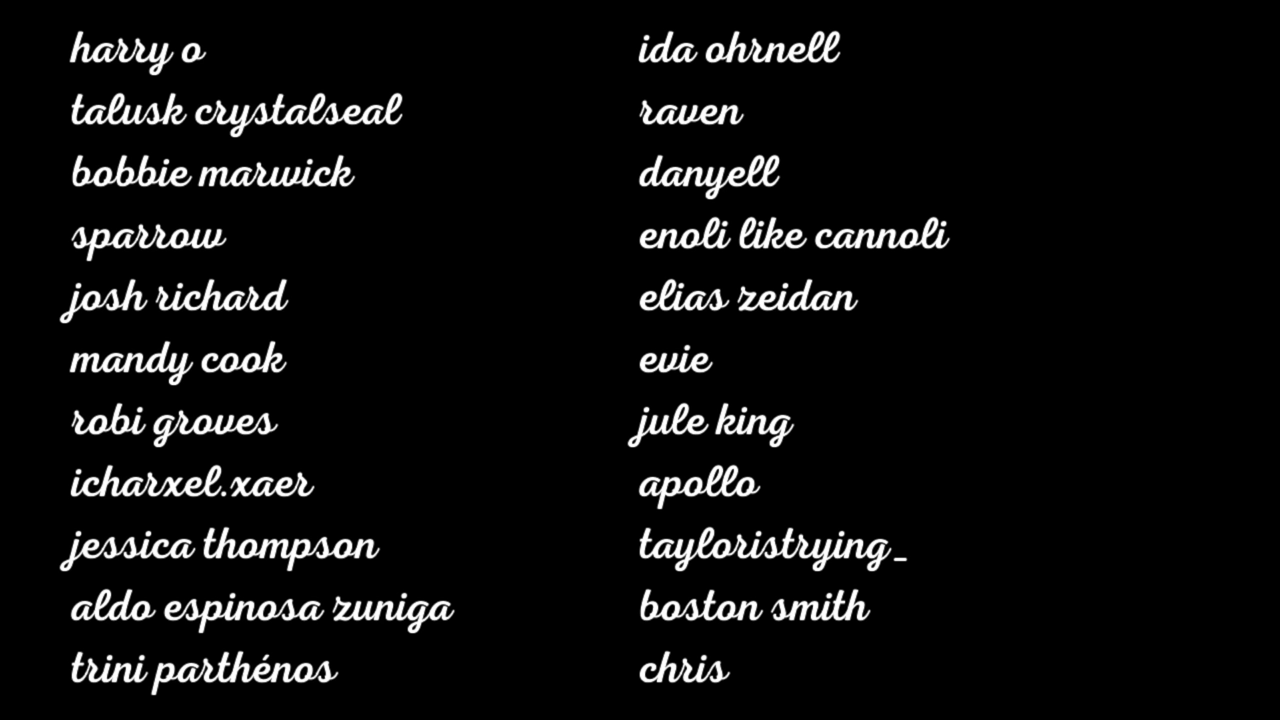 harry o
talusk crystalseal
bobbie marwick
sparrow
josh richard
mandy cook
robi groves
icharxel.xaer
jessica thompson
aldo espinosa zuniga
trini parthénos
ida ohrnell
raven
danyell
enoli like cannoli
elias zeidan
evie
jule king
apollo
tayloristrying_
boston smith
chris